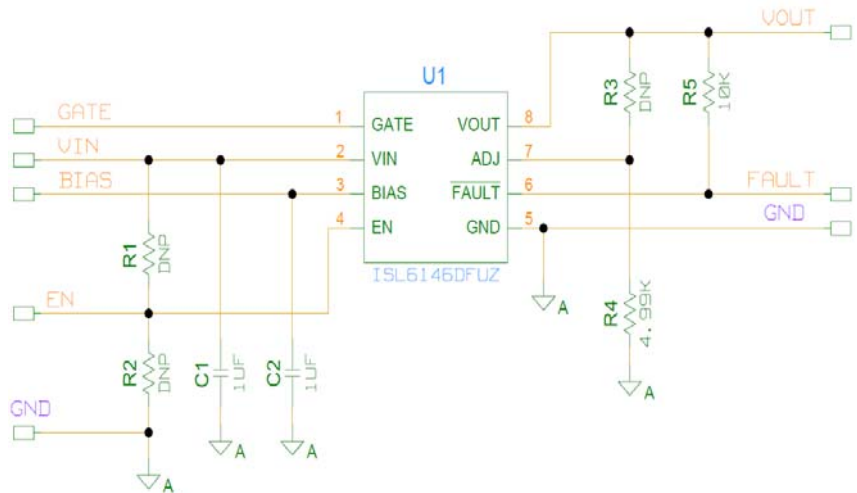 VOUT
U1
R3
DNP
R5
10K
GATE
1
GATE
VOUT
8
VIN
2
VIN
ADJ
7
BIAS
3
BIAS
FAULT
6
FAULT
4
EN
GND
5
GND
ISL6146DFUZ
R1
DNP
EN
A
R4
4.99K
R2
DNP
C1
1UF
C2
1UF
A
GND
A
A
A